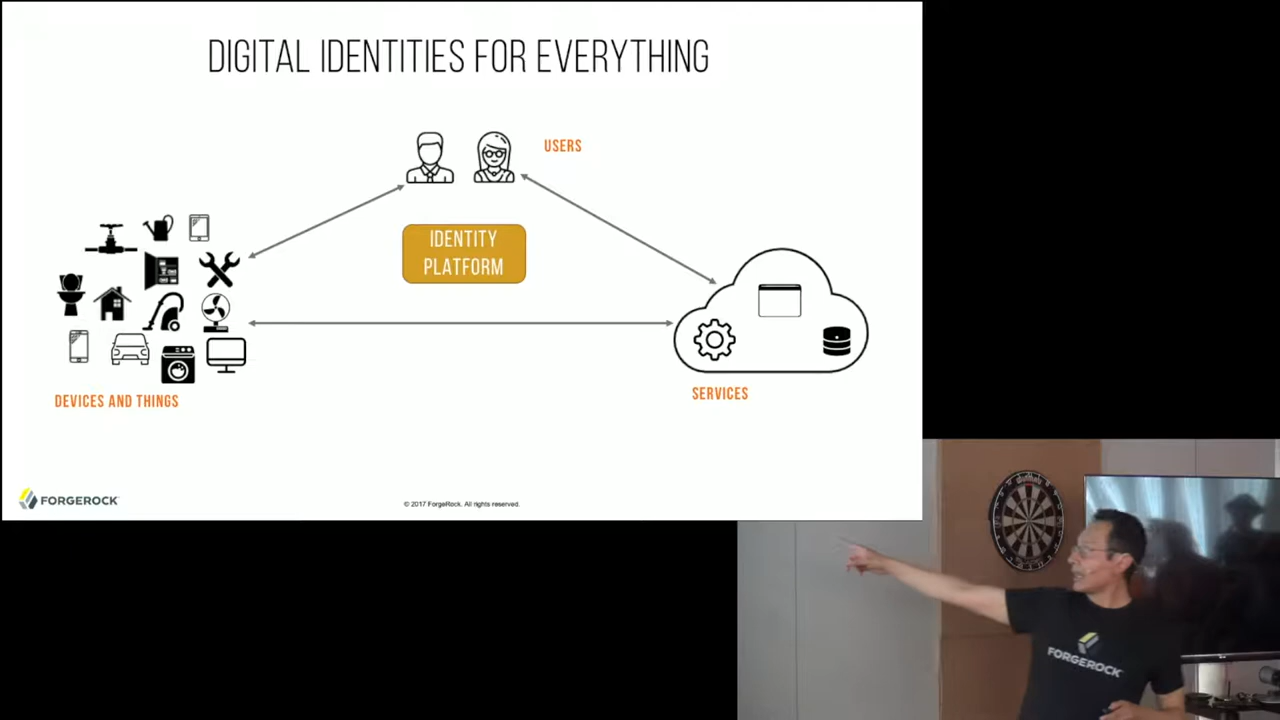 DIGITAL IDENTITIES FOR EVERYTHING
USERS
IDENTITY
PLATFORM
DEVICES AND THINGS
SERVICES
FORGEROCK
© 2017 ForgeRock. All rights reserved.
FORGEROCK